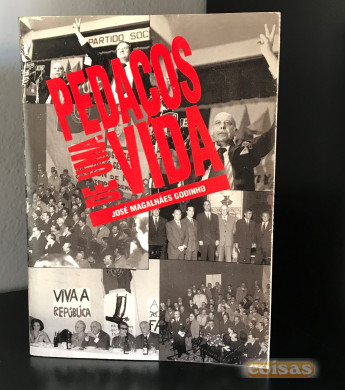 PARTIDO SOC
PEDAÇOS
DE UMA
VIDA
JOSÉ MAGALHÃES GODINHO
VIVA A
REPÚBLICA
coisas